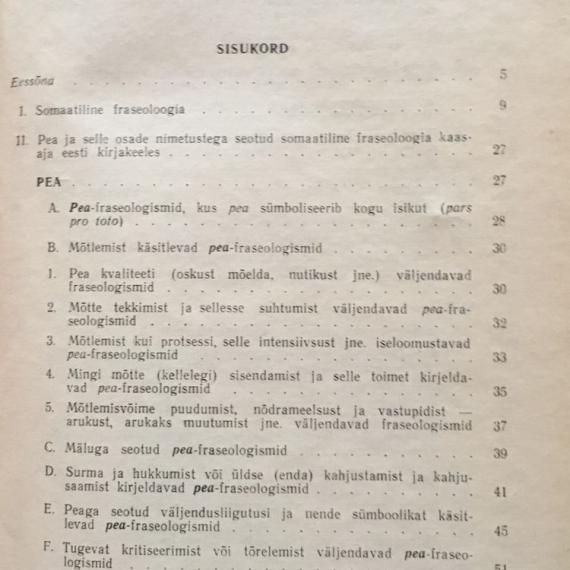 SISUKORD
Eessõna . . . . . . . . . . . . . . . . . . . 5
I. Somaatiline fraseoloogia . . . . . . . . . . . . . 9
II. Pea ja selle osade nimetustega seotud somaatiline fraseoloogia kaas-
aja eesti kirjakeeles . . . . . . . . . . . . . . . 27
PEA . . . . . . . . . . . . . . . . . . . 27
A. Pea-fraseologismid, kus pea sümboliseerib kogu isikut (pars
pro toto) . . . . . . . . . . . . . . . . . 28
B. Mõtlemist käsitlevad pea-fraseologismid . . . . . . . 30
1. Pea kvaliteeti (oskust mõelda, nutikust jne.) väljendavad
fraseologismid . . . . . . . . . . . . . . . 30
2. Mõtte tekkimist ja sellesse suhtumist väljendavad pea-fra-
seologismid . . . . . . . . . . . . . . . . 32
3. Mõtlemist kui protsessi, selle intensiivsust jne. iseloomustavad
pea-fraseologismid . . . . . . . . . . . . . . 33
4. Mingi mõtte (kellelegi) sisendamist ja selle toimet kirjelda-
vad pea-fraseologismid . . . . . . . . . . . . . 35
5. Mõtlemisvõime puudumist, nõdrameelsust ja vastupidist —
arukust, arukaks muutumist jne. väljendavad fraseologismid 37
C. Mäluga seotud pea-fraseologismid . . . . . . . . . 39
D. Surma ja hukkumist või üldse (enda) kahjustamist ja kahju-
saamist kirjeldavad pea-fraseologismid . . . . . . . . 41
E. Peaga seotud väljendusliigutusi ja nende sümboolikat käsit-
levad pea-fraseologismid . . . . . . . . . . . . 45
F. Tugevat kritiseerimist või tõrelemist väljendavad pea-fraseo-
logismid . . . . . . . . . . . . . . . . . 51